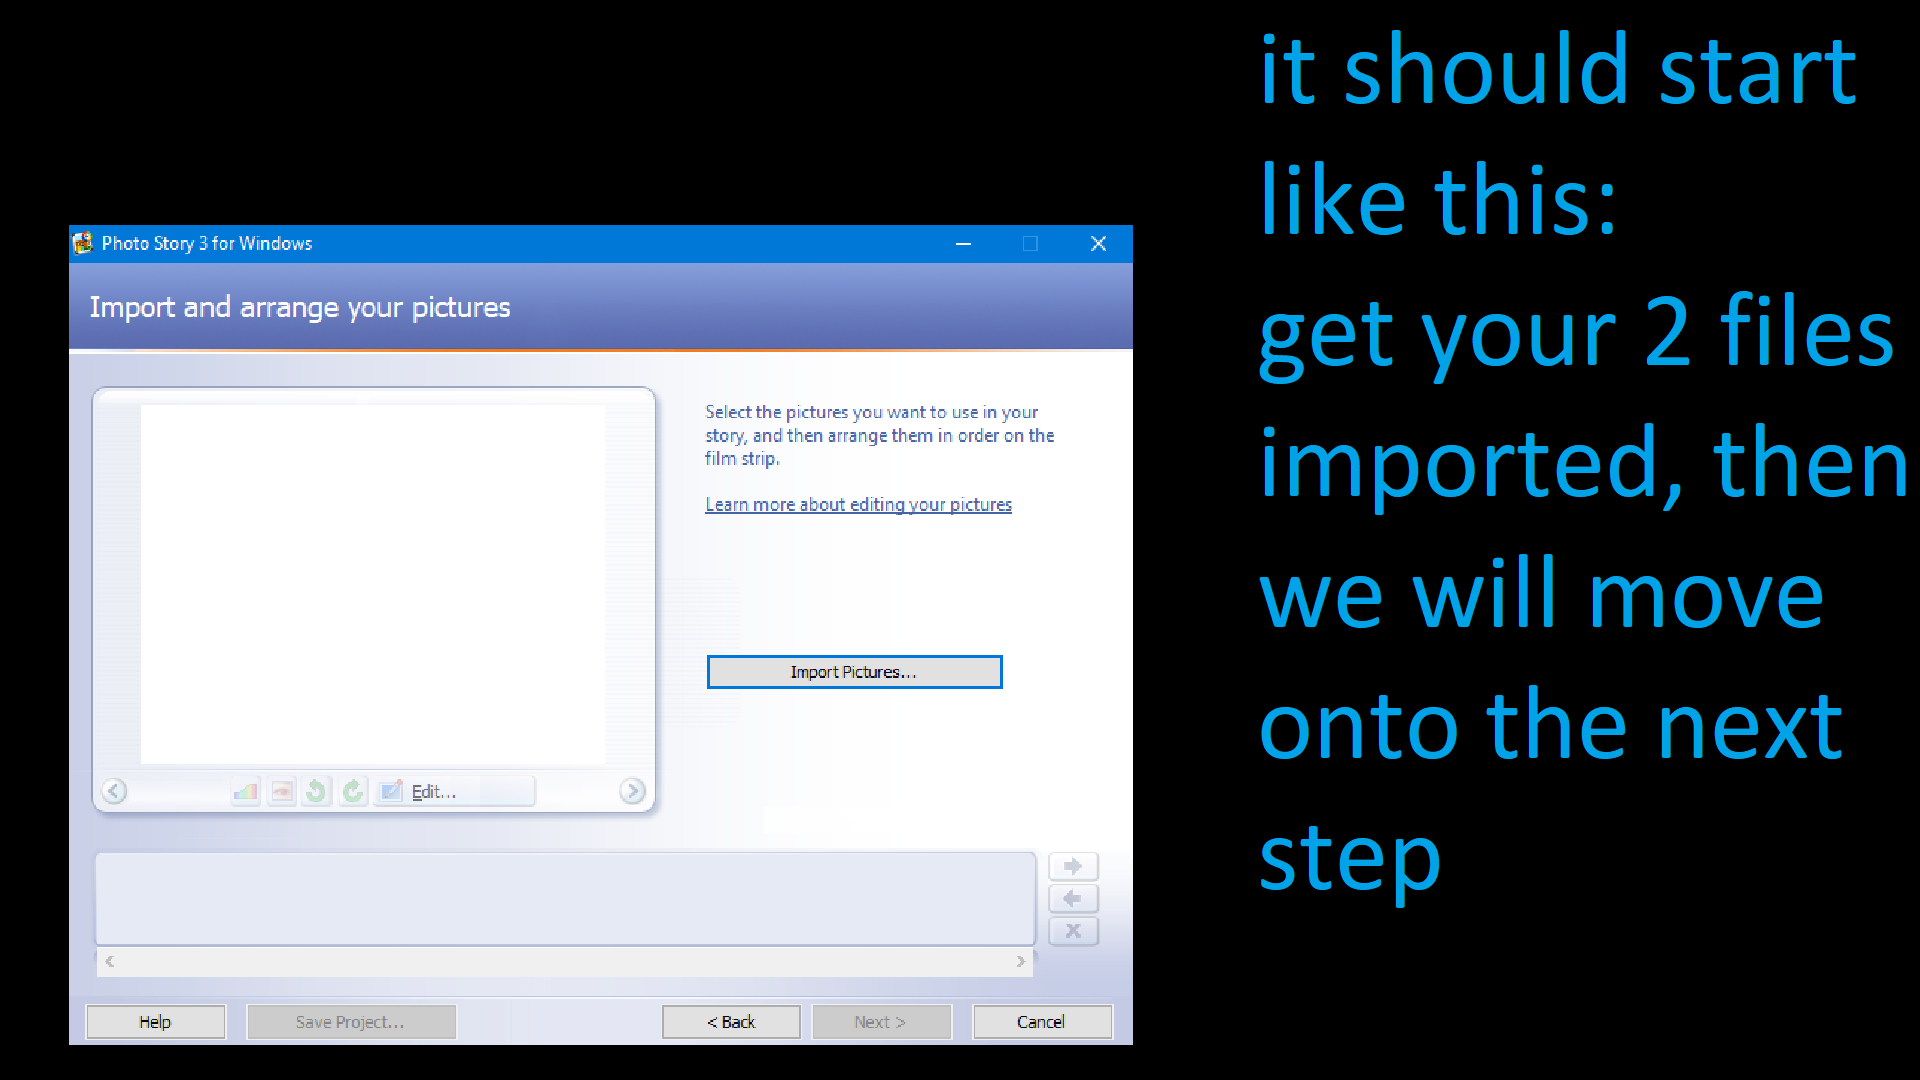 Photo Story 3 for Windows
Import and arrange your pictures
Select the pictures you want to use in your
story, and then arrange them in order on the
film strip.
Learn more about editing your pictures
Import Pictures...
Edit...
Help
Save Project...
< Back
Next >
Cancel
it should start
like this:
get your 2 files
imported, then
we will move
onto the next
step